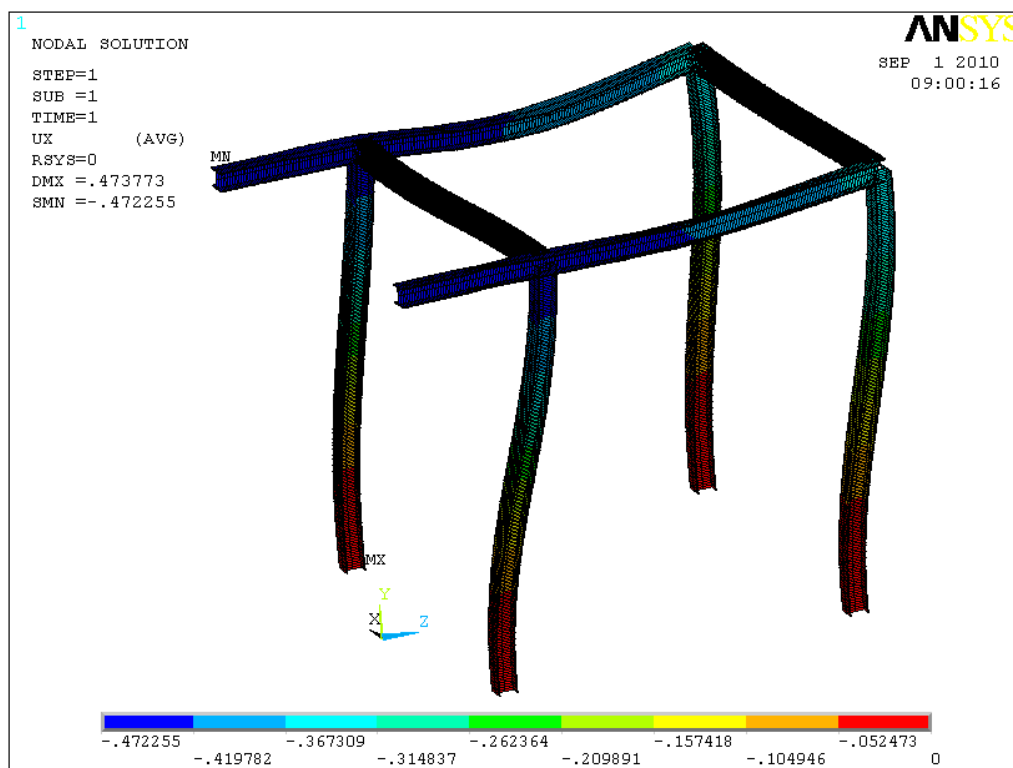 1
ANSYS
NODAL SOLUTION
SEP 1 2010
09:00:16
STEP=1
SUB =1
TIME=1
UX (AVG)
RSYS=0
DMX =.473773
SMN =-.472255
MN
MX
Y
X
Z
-.472255 -.367309 -.262364 -.157418 -.052473
-.419782 -.314837 -.209891 -.104946 0